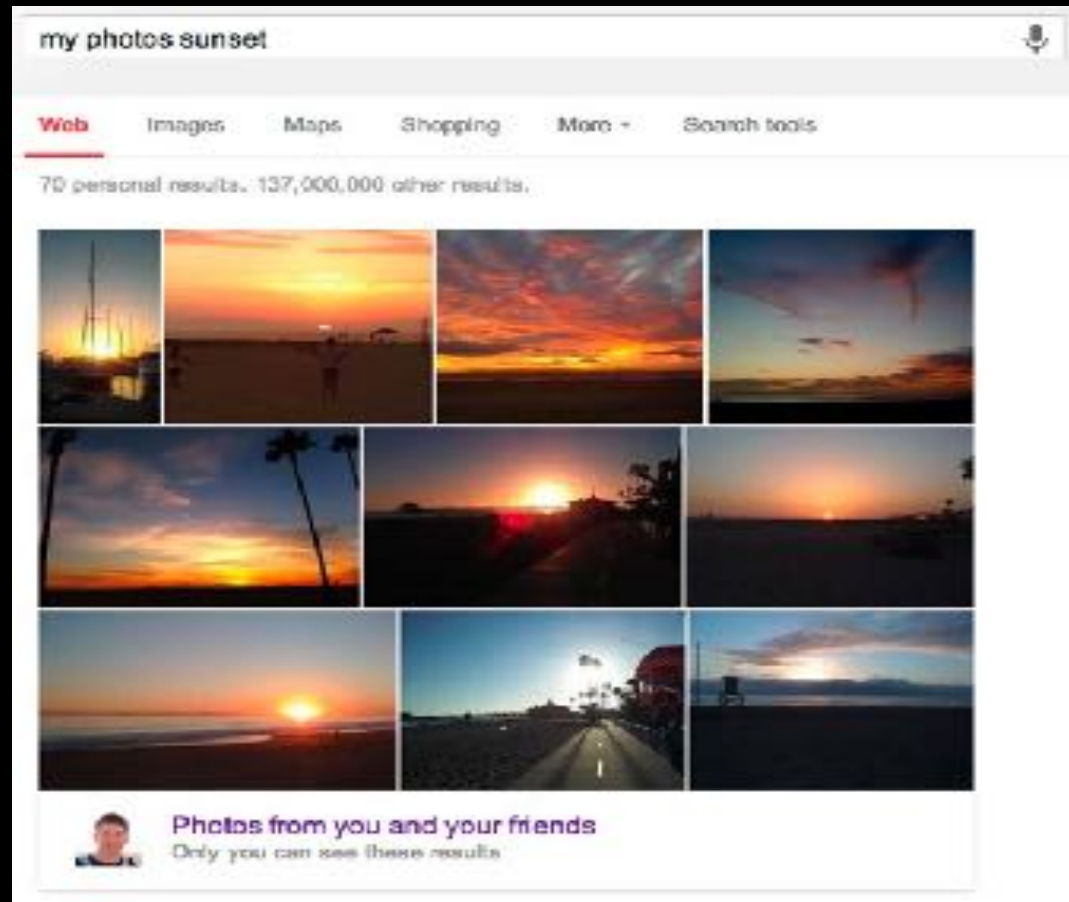 my photos sunset
Web Images Maps Shopping More Search tools
70 personal results. 137,000,000 other results.
Photos from you and your friends
Only you can see these results